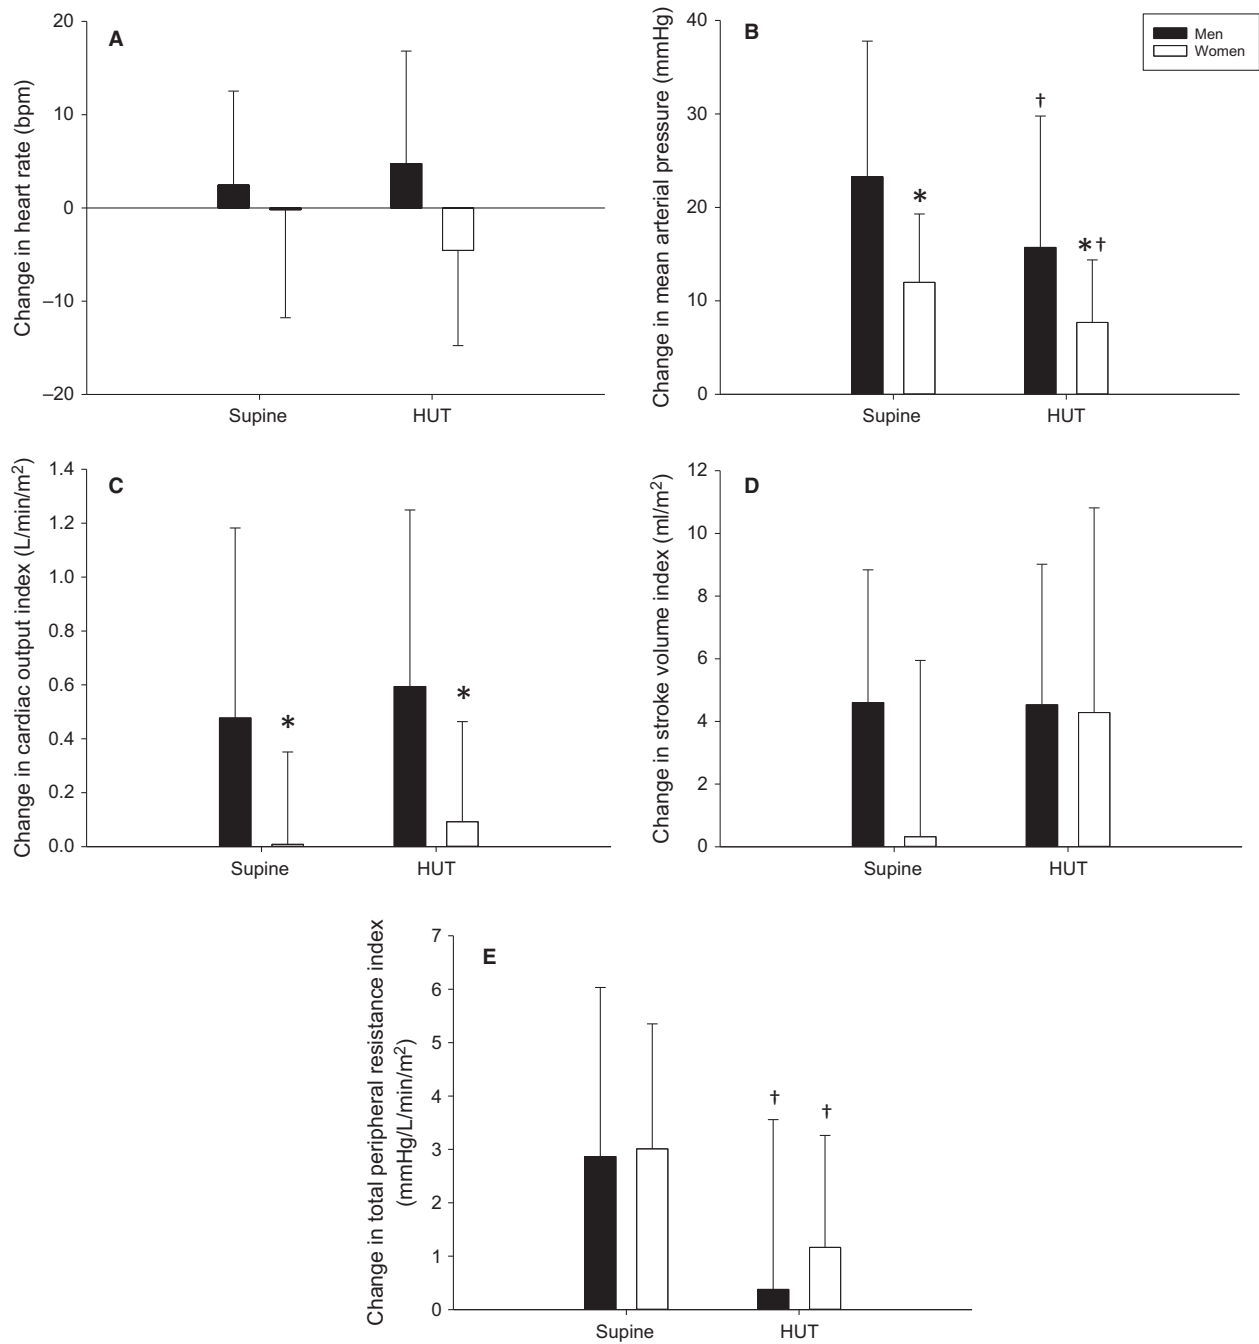 A
Change in heart rate (bpm)
20
10
0
–10
–20
Supine
HUT
B
Change in mean arterial pressure (mmHg)
40
30
20
10
0
*
†
*†
Supine
HUT
Men
Women
C
Change in cardiac output index (L/min/m²)
1.4
1.2
1.0
0.8
0.6
0.4
0.2
0.0
*
*
Supine
HUT
D
Change in stroke volume index (ml/m²)
12
10
8
6
4
2
0
Supine
HUT
E
Change in total peripheral resistance index
(mmHg/L/min/m²)
7
6
5
4
3
2
1
0
†
†
Supine
HUT